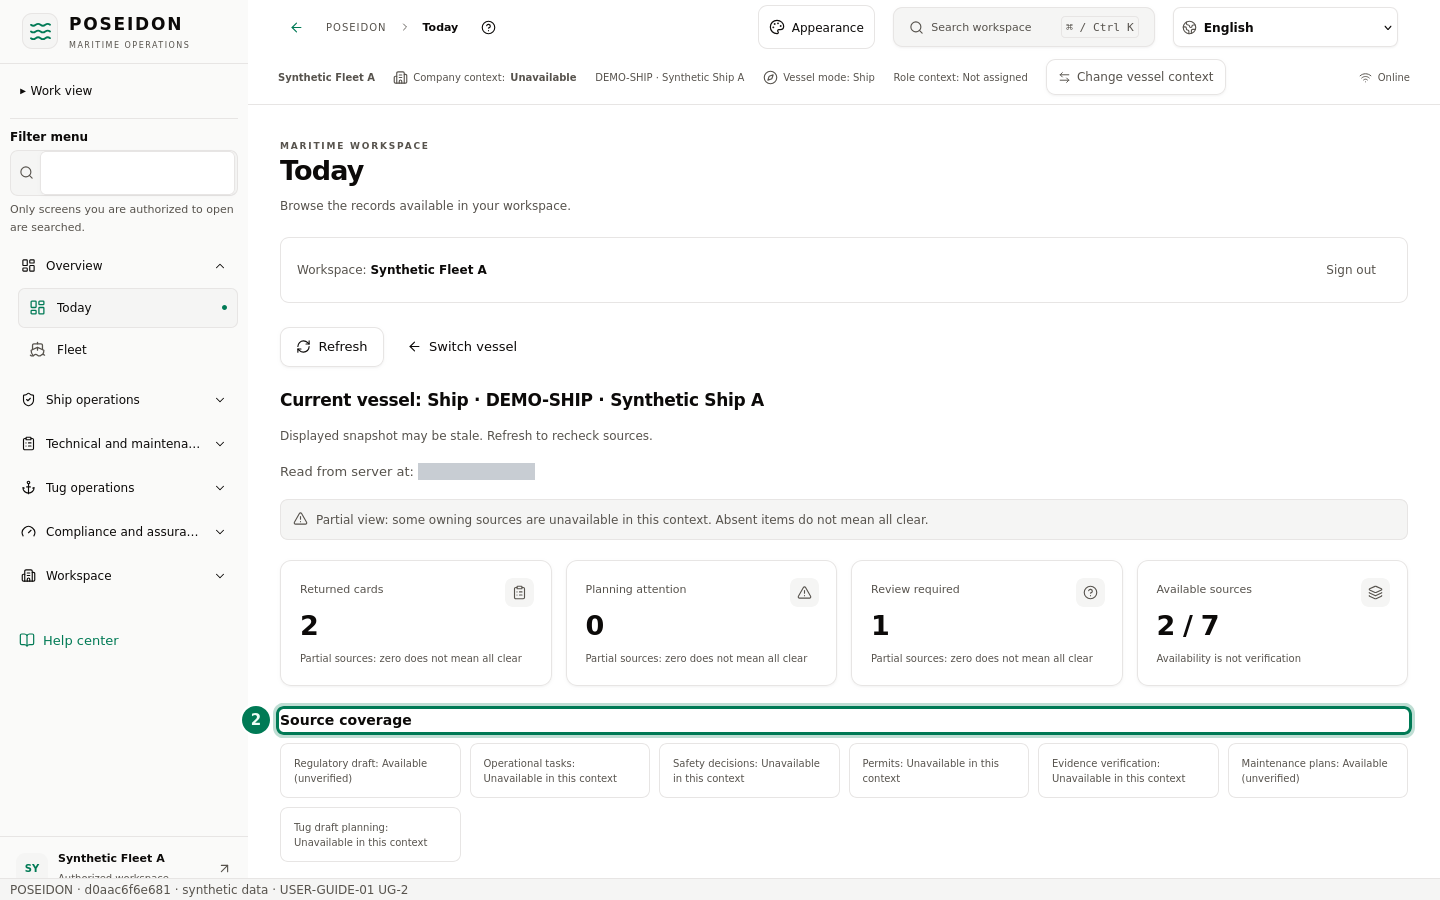 POSEIDON
MARITIME OPERATIONS
Work view
Filter menu
Only screens you are authorized to open
are searched.
Overview
Today
Fleet
Ship operations
Technical and maintena…
Tug operations
Compliance and assura…
Workspace
Help center
SY
Synthetic Fleet A
POSEIDON
Today
Appearance
Search workspace
⌘ / Ctrl K
English
Synthetic Fleet A
Company context: Unavailable
DEMO-SHIP · Synthetic Ship A
Vessel mode: Ship
Role context: Not assigned
Change vessel context
Online
MARITIME WORKSPACE
Today
Browse the records available in your workspace.
Workspace: Synthetic Fleet A
Sign out
Refresh
Switch vessel
Current vessel: Ship · DEMO-SHIP · Synthetic Ship A
Displayed snapshot may be stale. Refresh to recheck sources.
Read from server at:
Partial view: some owning sources are unavailable in this context. Absent items do not mean all clear.
Returned cards
2
Partial sources: zero does not mean all clear
Planning attention
0
Partial sources: zero does not mean all clear
Review required
1
Partial sources: zero does not mean all clear
Available sources
2 / 7
Availability is not verification
2
Source coverage
Regulatory draft: Available
(unverified)
Operational tasks:
Unavailable in this context
Safety decisions: Unavailable
in this context
Permits: Unavailable in this
context
Evidence verification:
Unavailable in this context
Maintenance plans: Available
(unverified)
Tug draft planning:
Unavailable in this context
POSEIDON · d0aac6f6e681 · synthetic data · USER-GUIDE-01 UG-2